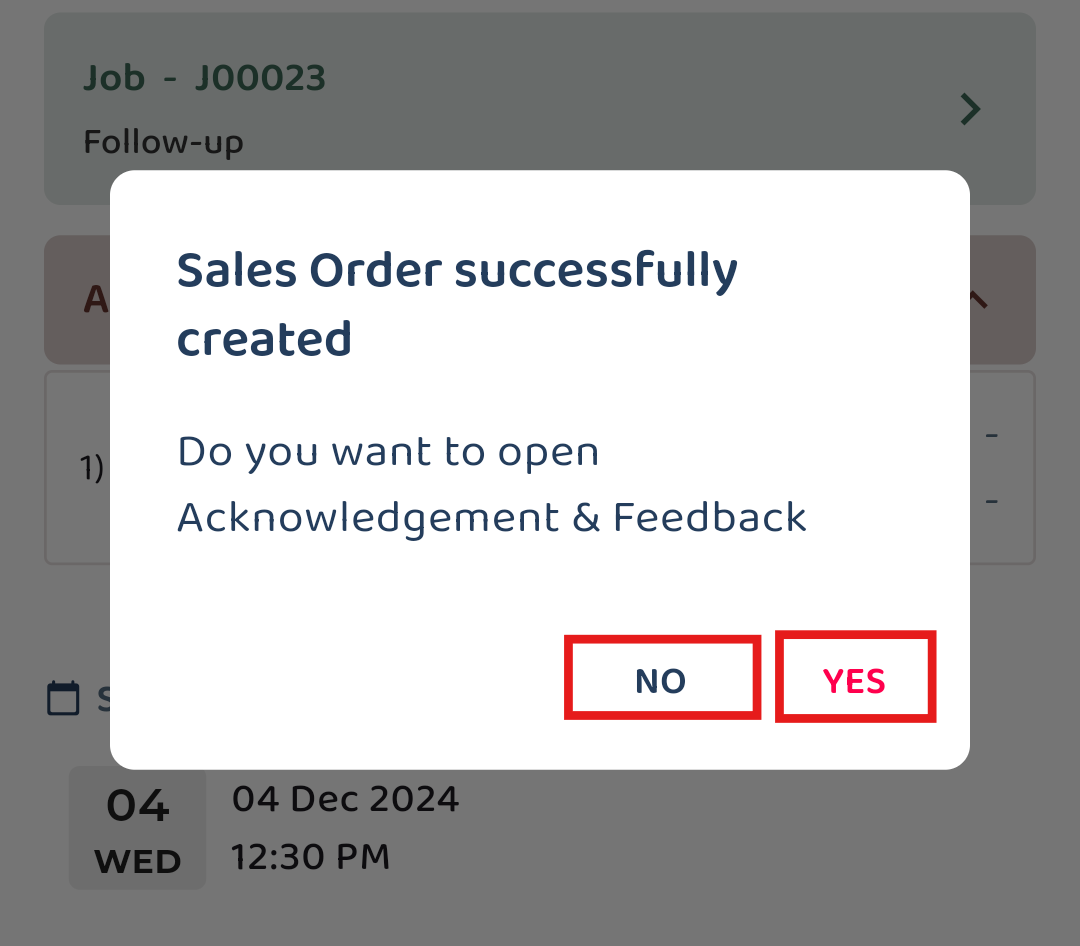 Job - J00023
Follow-up
Sales Order successfully
created
Do you want to open
Acknowledgement & Feedback
1)
-
-
NO YES
04 Dec 2024
04
12:30 PM
WED